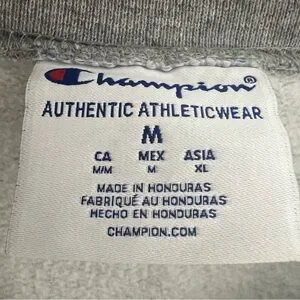 Champion®
AUTHENTIC ATHLETICWEAR
M
CA MEX ASIA
M/M M XL
MADE IN HONDURAS
FABRIQUÉ AU HONDURAS
HECHO EN HONDURAS
CHAMPION.COM